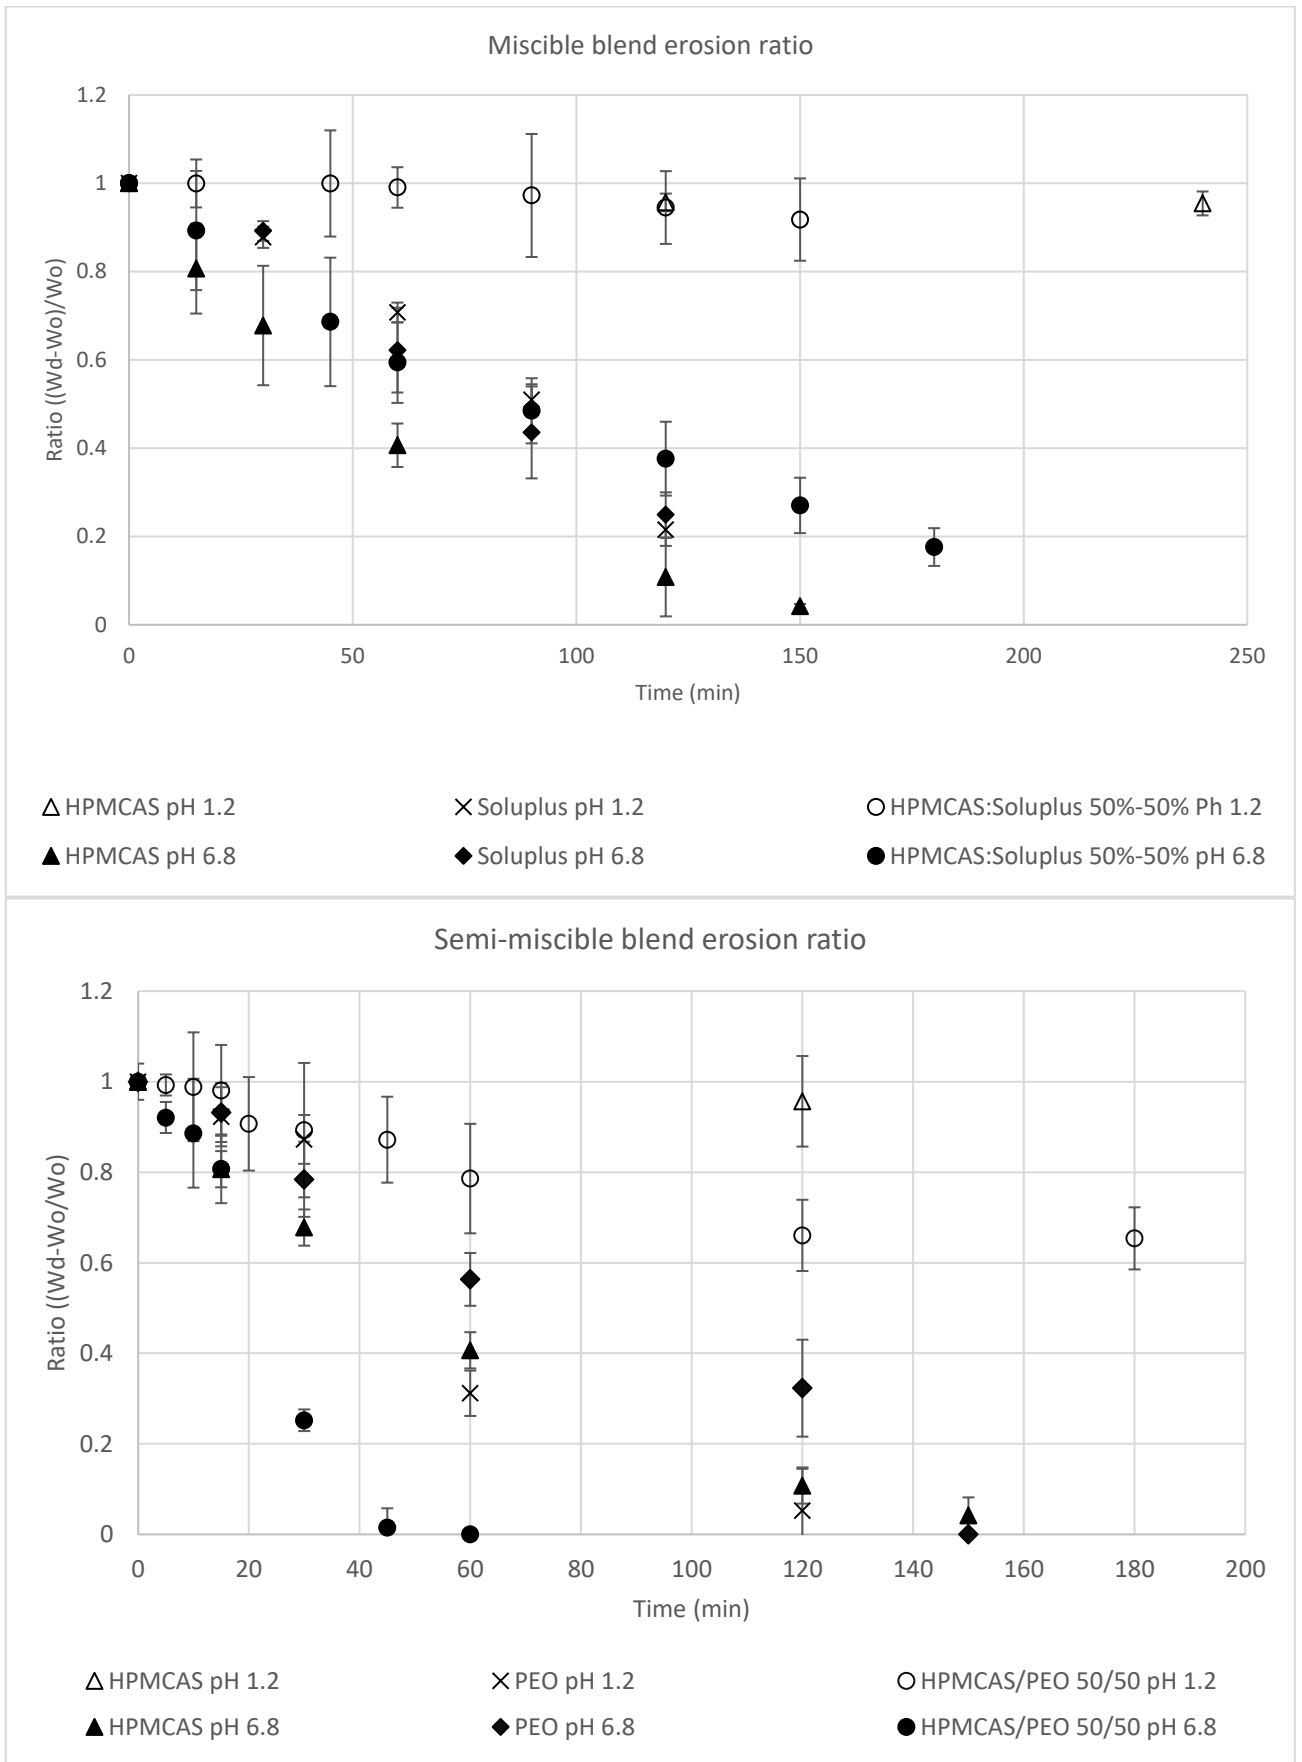 Miscible blend erosion ratio
1.2
1
0.8
0.6
0.4
0.2
0
Ratio ((Wd-Wo)/Wo)
0 50 100 150 200 250
Time (min)
HPMCAS pH 1.2 Soluplus pH 1.2 HPMCAS:Soluplus 50%-50% Ph 1.2
HPMCAS pH 6.8 Soluplus pH 6.8 HPMCAS:Soluplus 50%-50% pH 6.8
Semi-miscible blend erosion ratio
1.2
1
0.8
0.6
0.4
0.2
0
Ratio ((Wd-Wo/Wo)
0 20 40 60 80 100 120 140 160 180 200
Time (min)
HPMCAS pH 1.2 PEO pH 1.2 HPMCAS/PEO 50/50 pH 1.2
HPMCAS pH 6.8 PEO pH 6.8 HPMCAS/PEO 50/50 pH 6.8